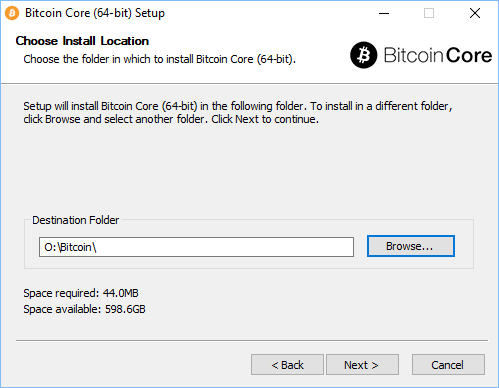 Bitcoin Core (64-bit) Setup
Choose Install Location
Choose the folder in which to install Bitcoin Core (64-bit).
Bitcoin Core
Setup will install Bitcoin Core (64-bit) in the following folder. To install in a different folder,
click Browse and select another folder. Click Next to continue.
Destination Folder
O:\Bitcoin\
Browse...
Space required: 44.0MB
Space available: 598.6GB
< Back
Next >
Cancel